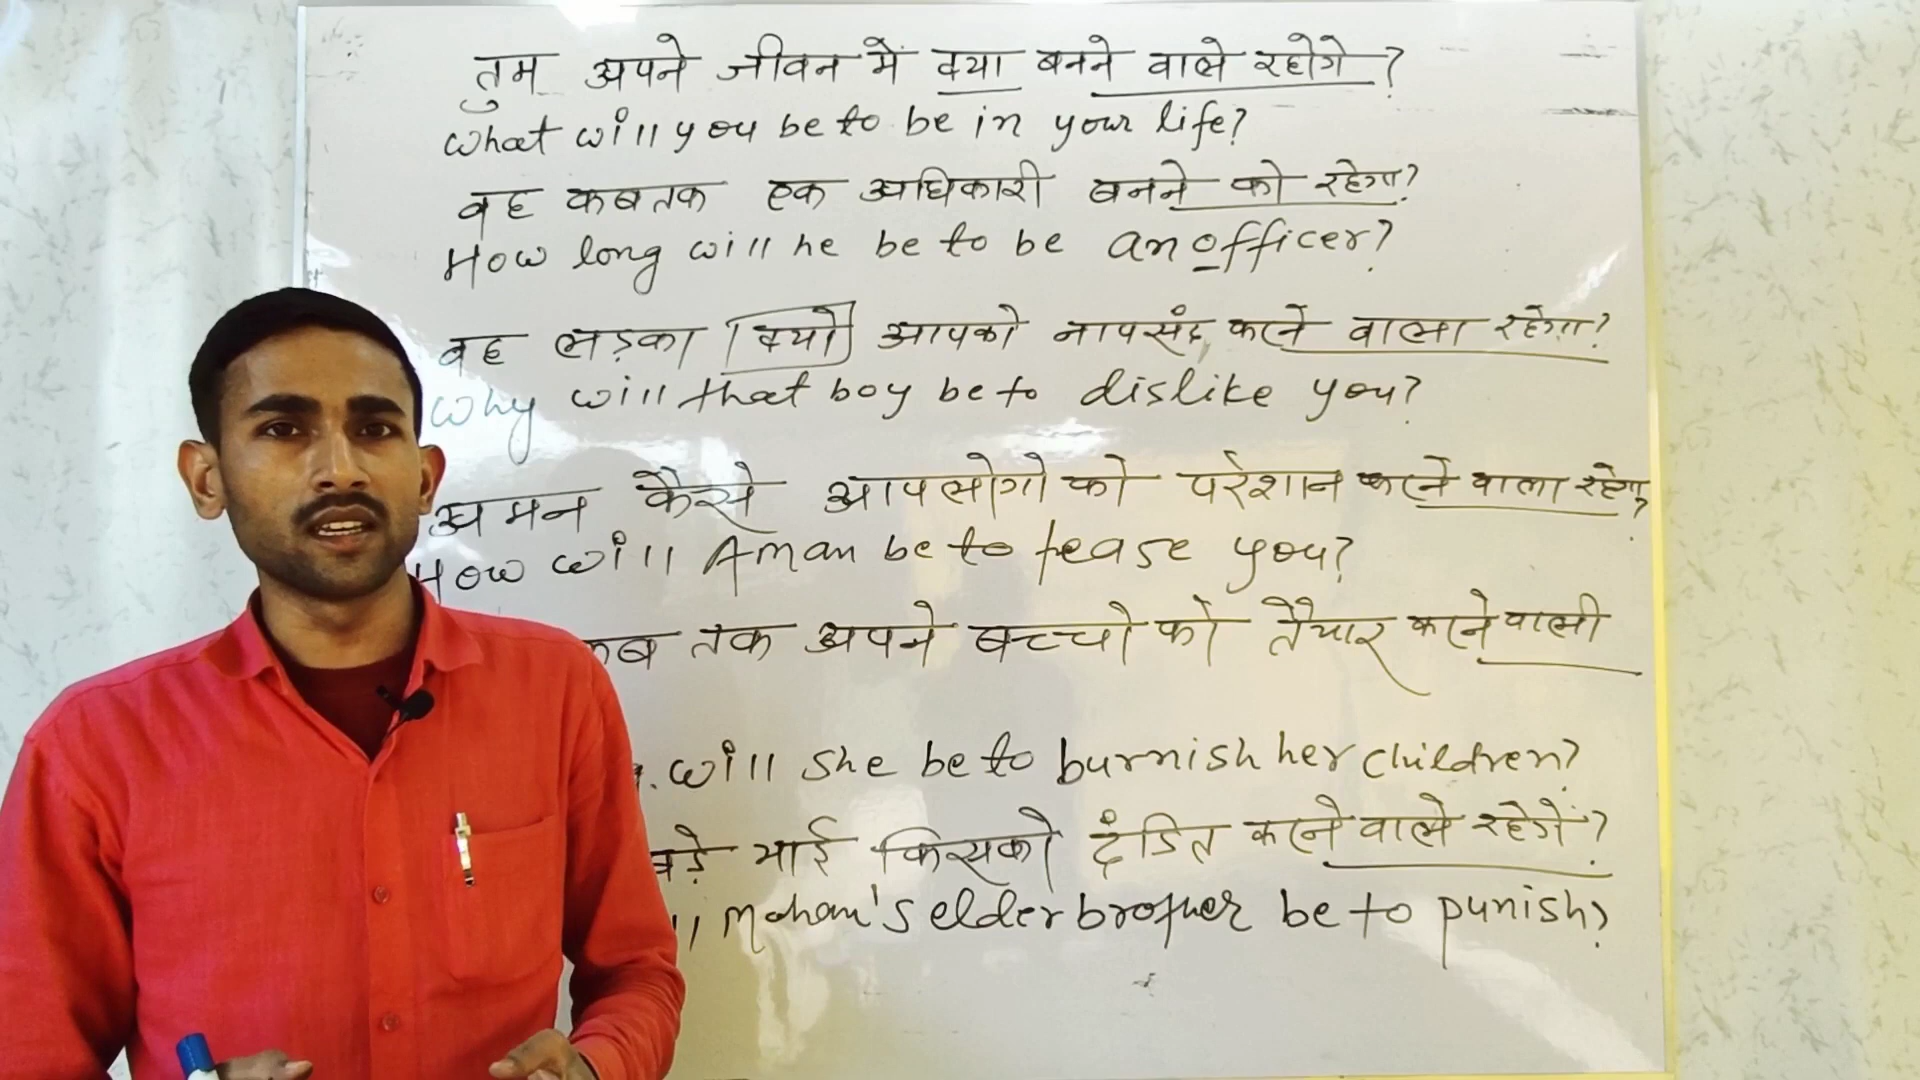 तुम अपने जीवन में क्या बनने वाले रहोगे?
What will you be to be in your life?
वह कब तक एक अधिकारी बनने को रहेगा?
How long will he be to be an officer?
वह लड़का क्यों आपको नापसंद करने वाला रहेगा?
Why will that boy be to dislike you?
अमन कैसे आपलोगो को परेशान करने वाला रहेगा?
How will Aman be to tease you?
कब तक अपने बच्चो को तैयार करने वाली
will she be to burnish her children?
बड़े भाई किसको दंडित करने वाले रहेगें?
Mohan's elder brother be to punish?